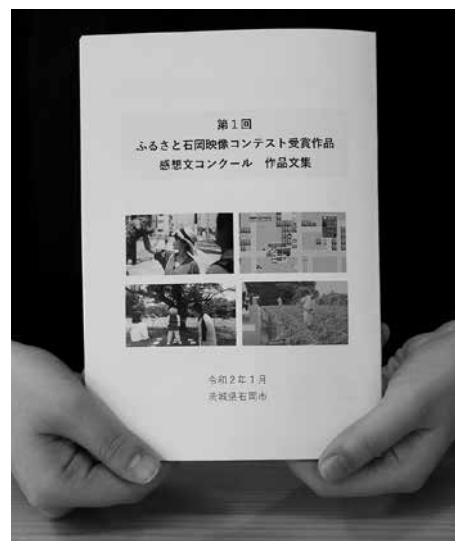 第１回
ふるさと石岡映像コンテスト受賞作品
感想文コンクール　作品文集
令和２年１月
茨城県石岡市